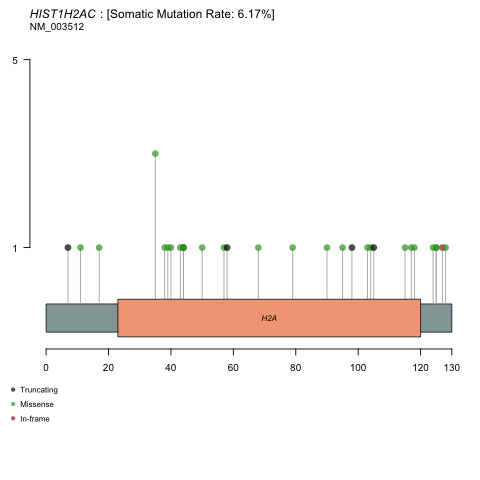 HIST1H2AC : [Somatic Mutation Rate: 6.17%]
NM_003512
5
1
H2A
0 20 40 60 80 100 120 130
Truncating
Missense
In-frame